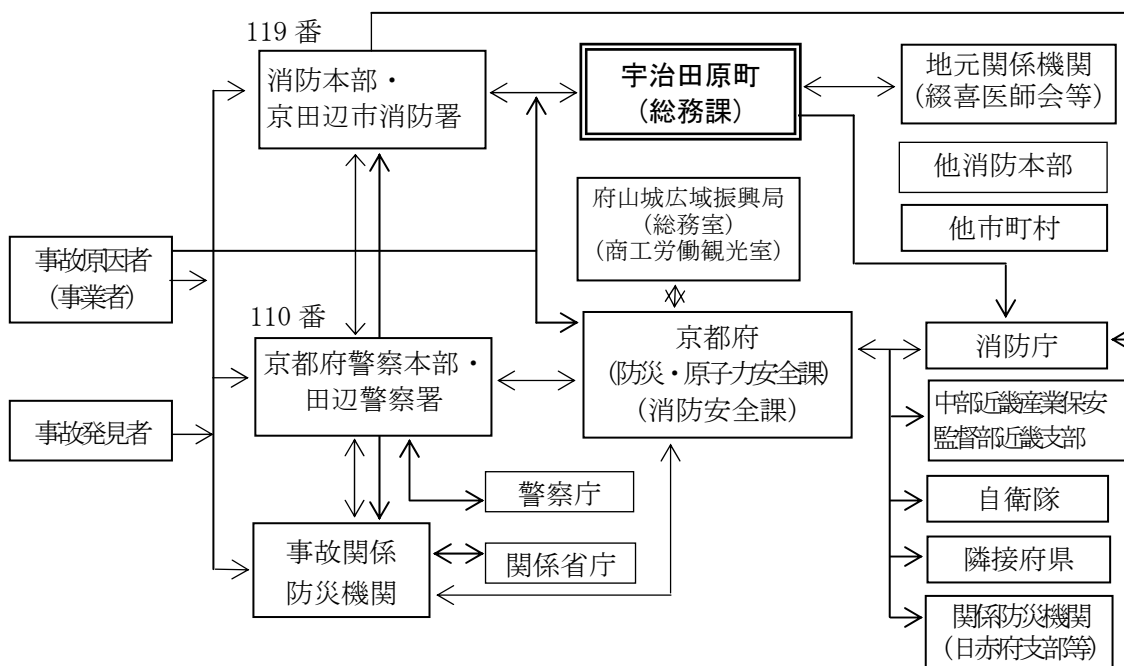 119 番
消防本部・
京田辺市消防署
宇治田原町
(総務課)
地元関係機関
(綴喜医師会等)
他消防本部
他市町村
府山城広域振興局
(総務室)
(商工労働観光室)
事故原因者
(事業者)
110 番
京都府警察本部・
田辺警察署
京都府
(防災・原子力安全課)
(消防安全課)
消防庁
中部近畿産業保安
監督部近畿支部
事故発見者
警察庁
自衛隊
事故関係
防災機関
関係省庁
隣接府県
関係防災機関
(日赤府支部等)